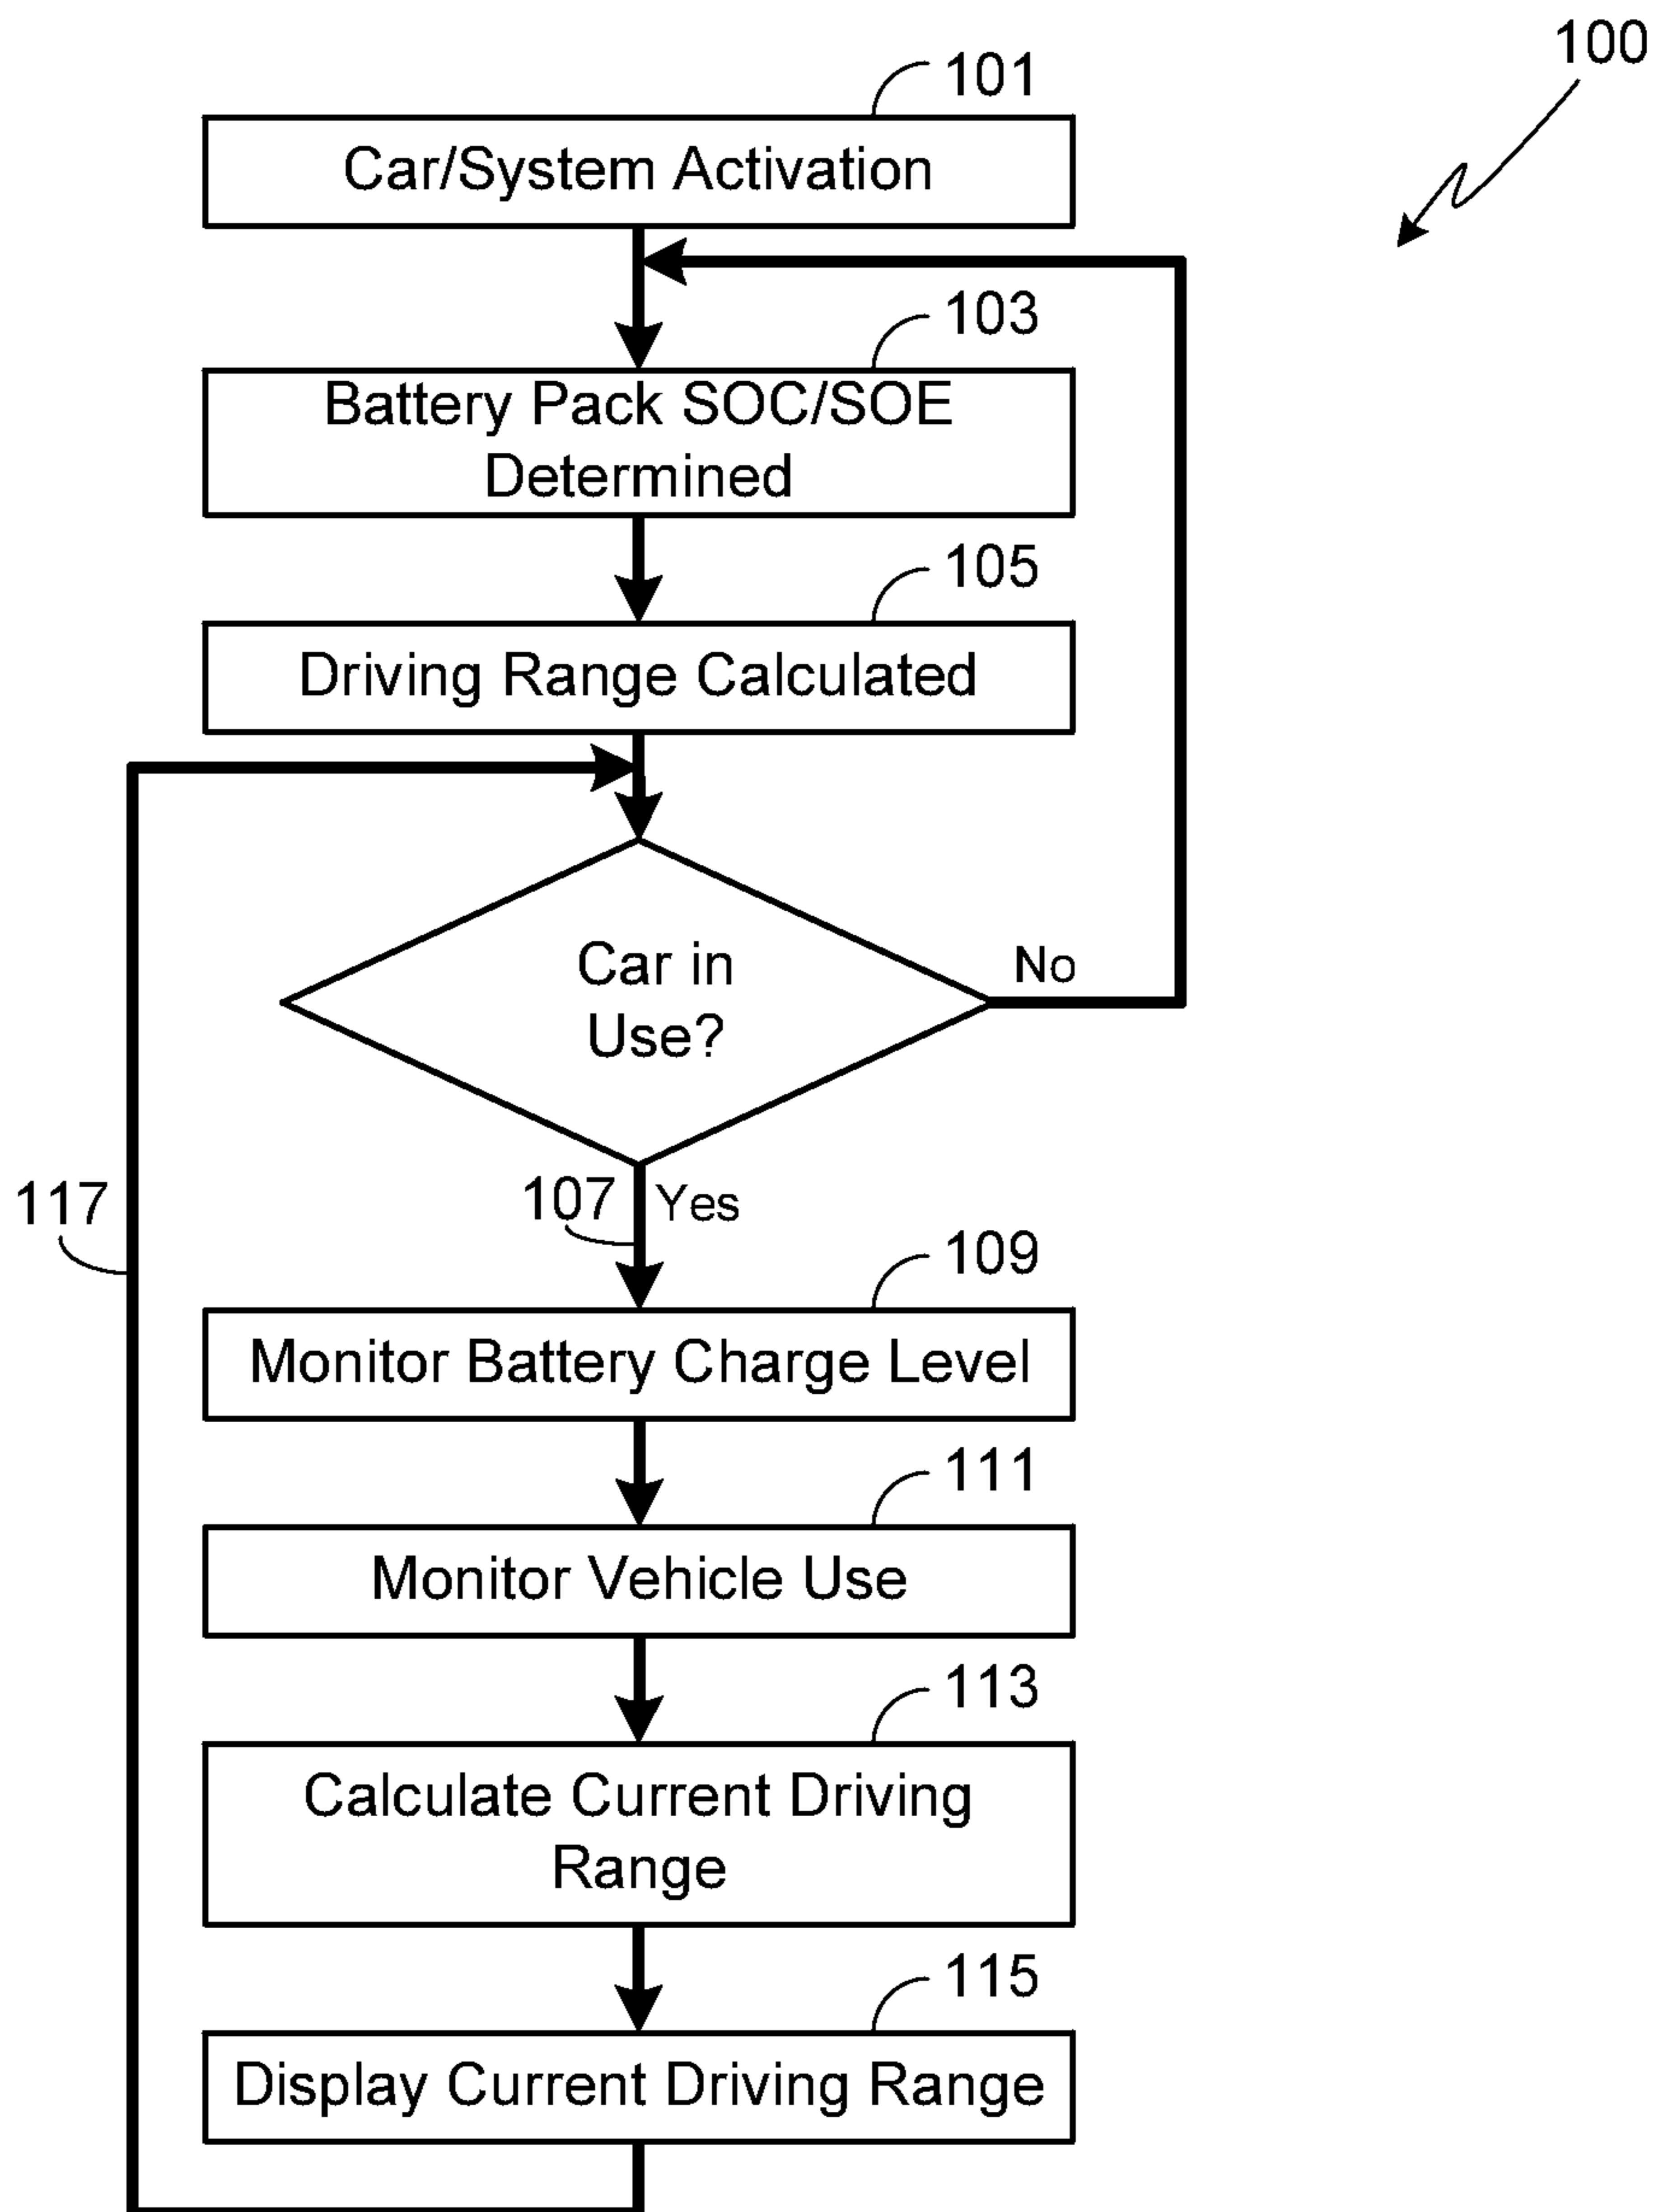 100
101
Car/System Activation
103
Battery Pack SOC/SOE
Determined
105
Driving Range Calculated
Car in
Use?
No
117
107
Yes
109
Monitor Battery Charge Level
111
Monitor Vehicle Use
113
Calculate Current Driving
Range
115
Display Current Driving Range